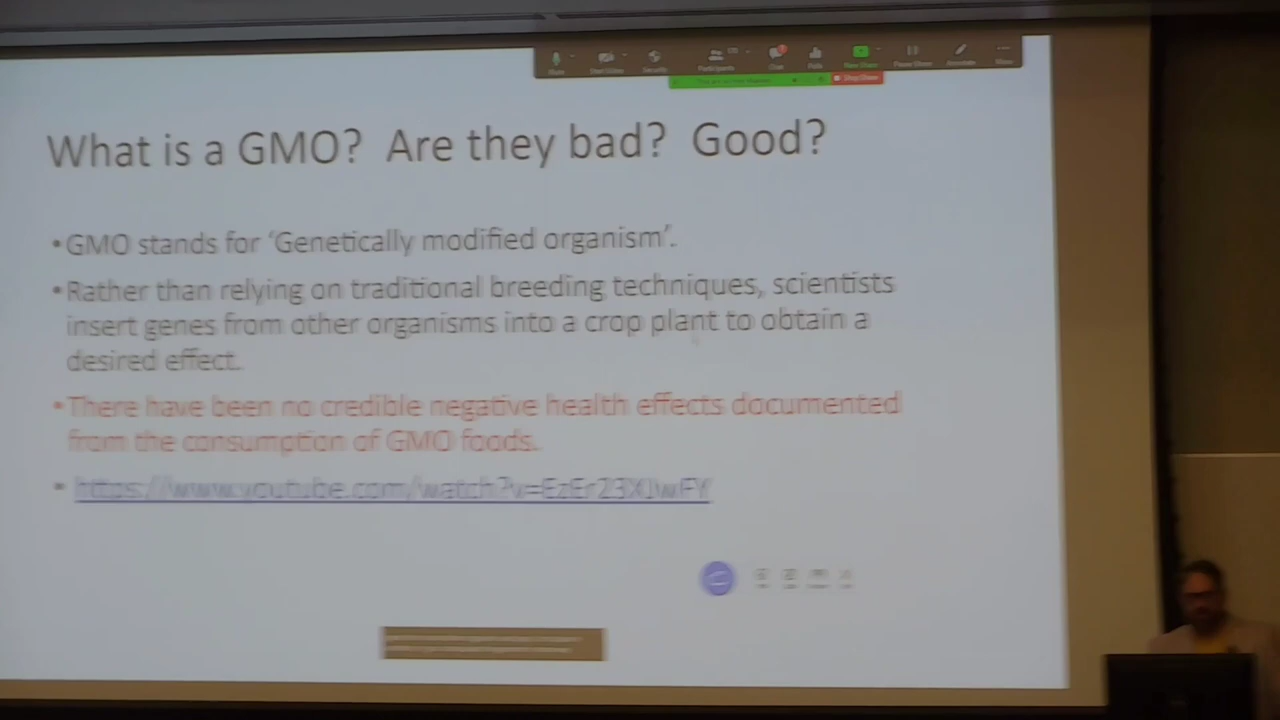 What is a GMO? Are they bad? Good?
•GMO stands for ‘Genetically modified organism’.
•Rather than relying on traditional breeding techniques, scientists
insert genes from other organisms into a crop plant to obtain a
desired effect.
•There have been no credible negative health effects documented
from the consumption of GMO foods.